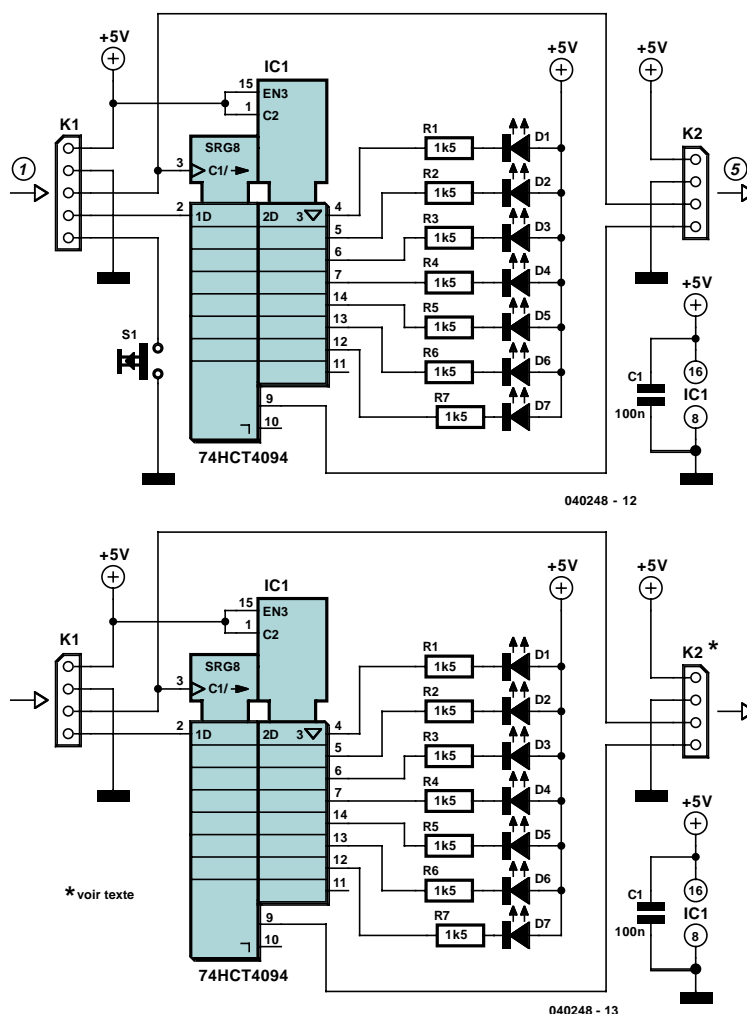 +5V
IC1
+5V
+5V
15
EN3
1
C2
K1
R1
1k5
D1
K2
1
SRG8
3
C1/
5
R2
1k5
D2
2
1D
2D
3
4
5
R3
1k5
D3
6
R4
1k5
D4
7
+5V
14
R5
1k5
D5
13
S1
R6
1k5
D6
12
C1
16
11
R7
1k5
D7
IC1
9
100n
8
10
74HCT4094
040248 - 12
+5V
IC1
+5V
+5V
15
EN3
1
C2
K1
R1
1k5
D1
K2 *
SRG8
3
C1/
R2
1k5
D2
2
1D
2D
3
4
R3
1k5
D3
5
6
R4
1k5
D4
7
+5V
14
R5
1k5
D5
13
R6
1k5
D6
12
* voir texte
11
C1
16
R7
1k5
D7
IC1
9
100n
8
10
74HCT4094
040248 - 13